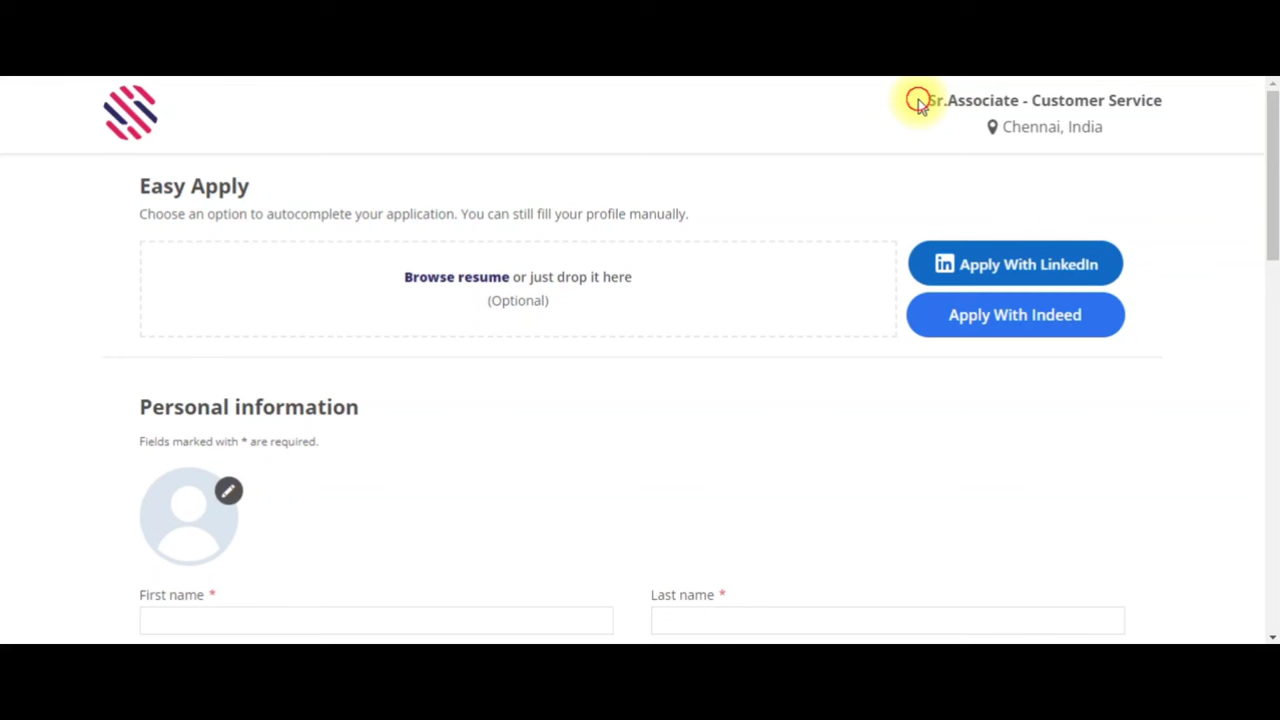 Sr.Associate - Customer Service
Chennai, India
Easy Apply
Choose an option to autocomplete your application. You can still fill your profile manually.
Browse resume or just drop it here
(Optional)
in Apply With LinkedIn
Apply With Indeed
Personal information
Fields marked with * are required.
First name *
Last name *